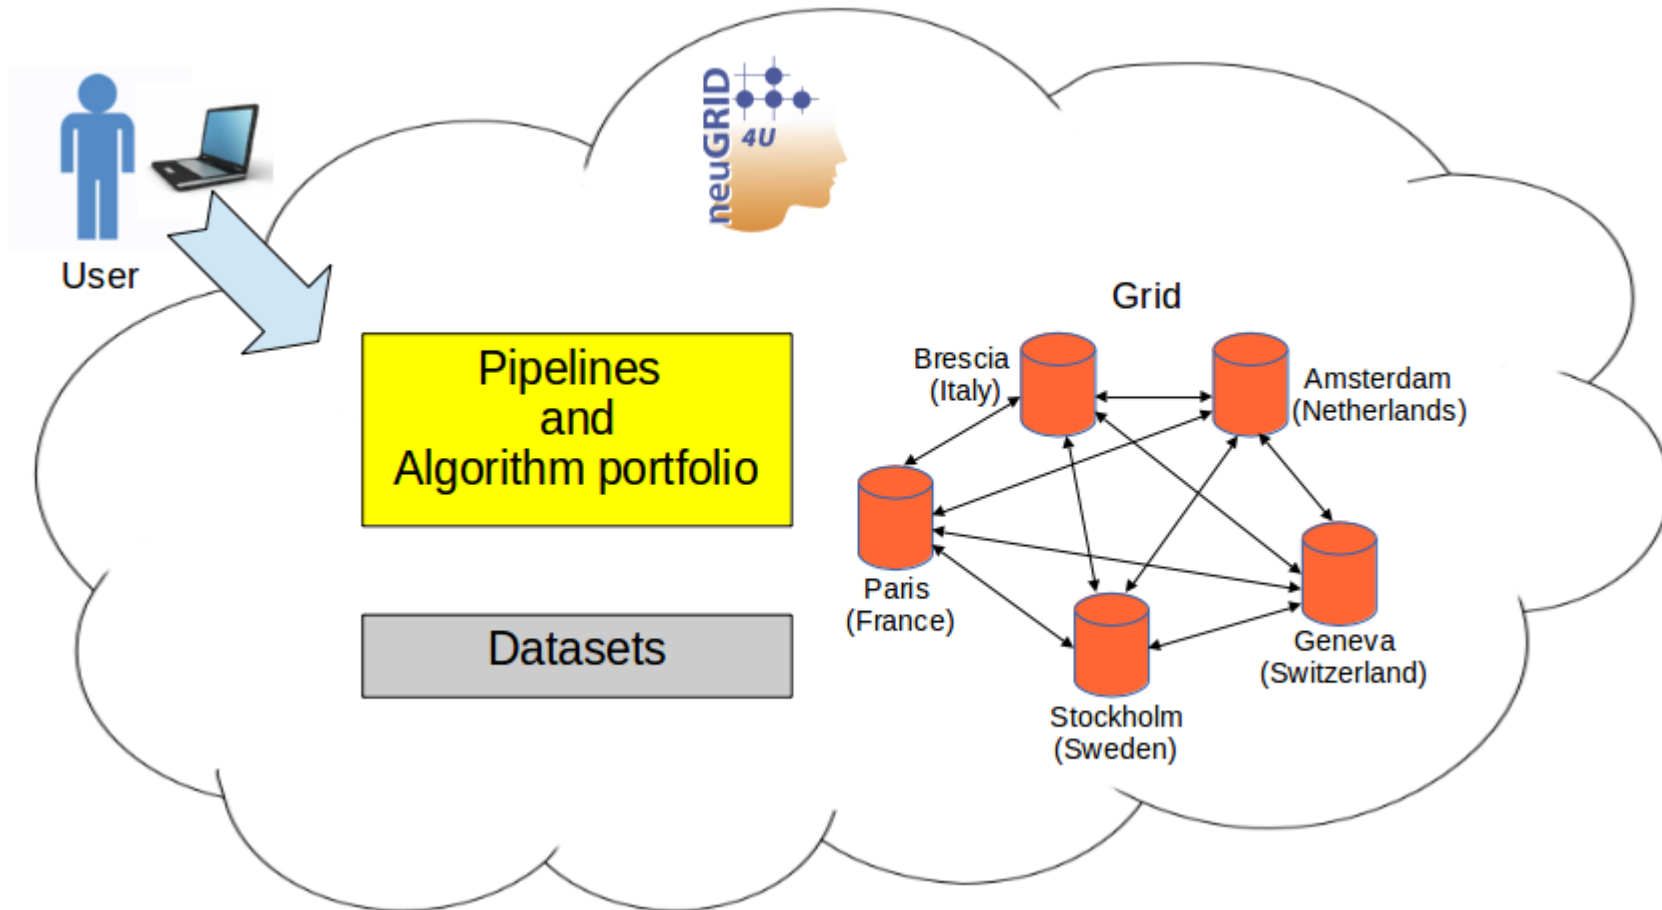 neuGRID
4U
User
Grid
Pipelines
and
Algorithm portfolio
Datasets
Brescia
(Italy)
Amsterdam
(Netherlands)
Paris
(France)
Geneva
(Switzerland)
Stockholm
(Sweden)